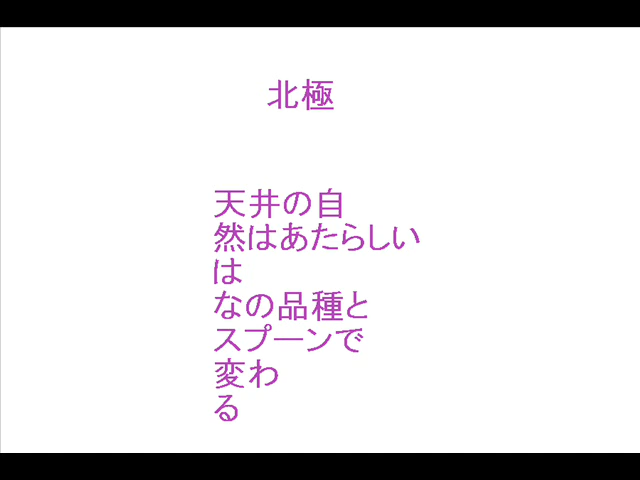 北極
天井の自
然はあたらしい
は
なの品種と
スプーンで
変わ
る